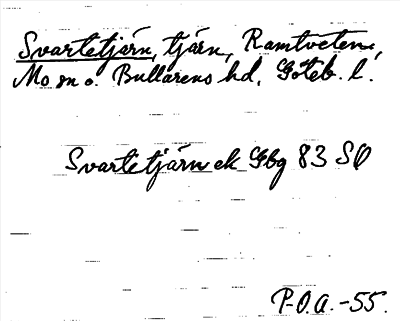 Svartetjärn, tjärn, Ramtveten,
Mo sn o. Bullarens hd, Göteb. l.
Svartetjärn ek Gbg 83 SO
P.O.A. -55.